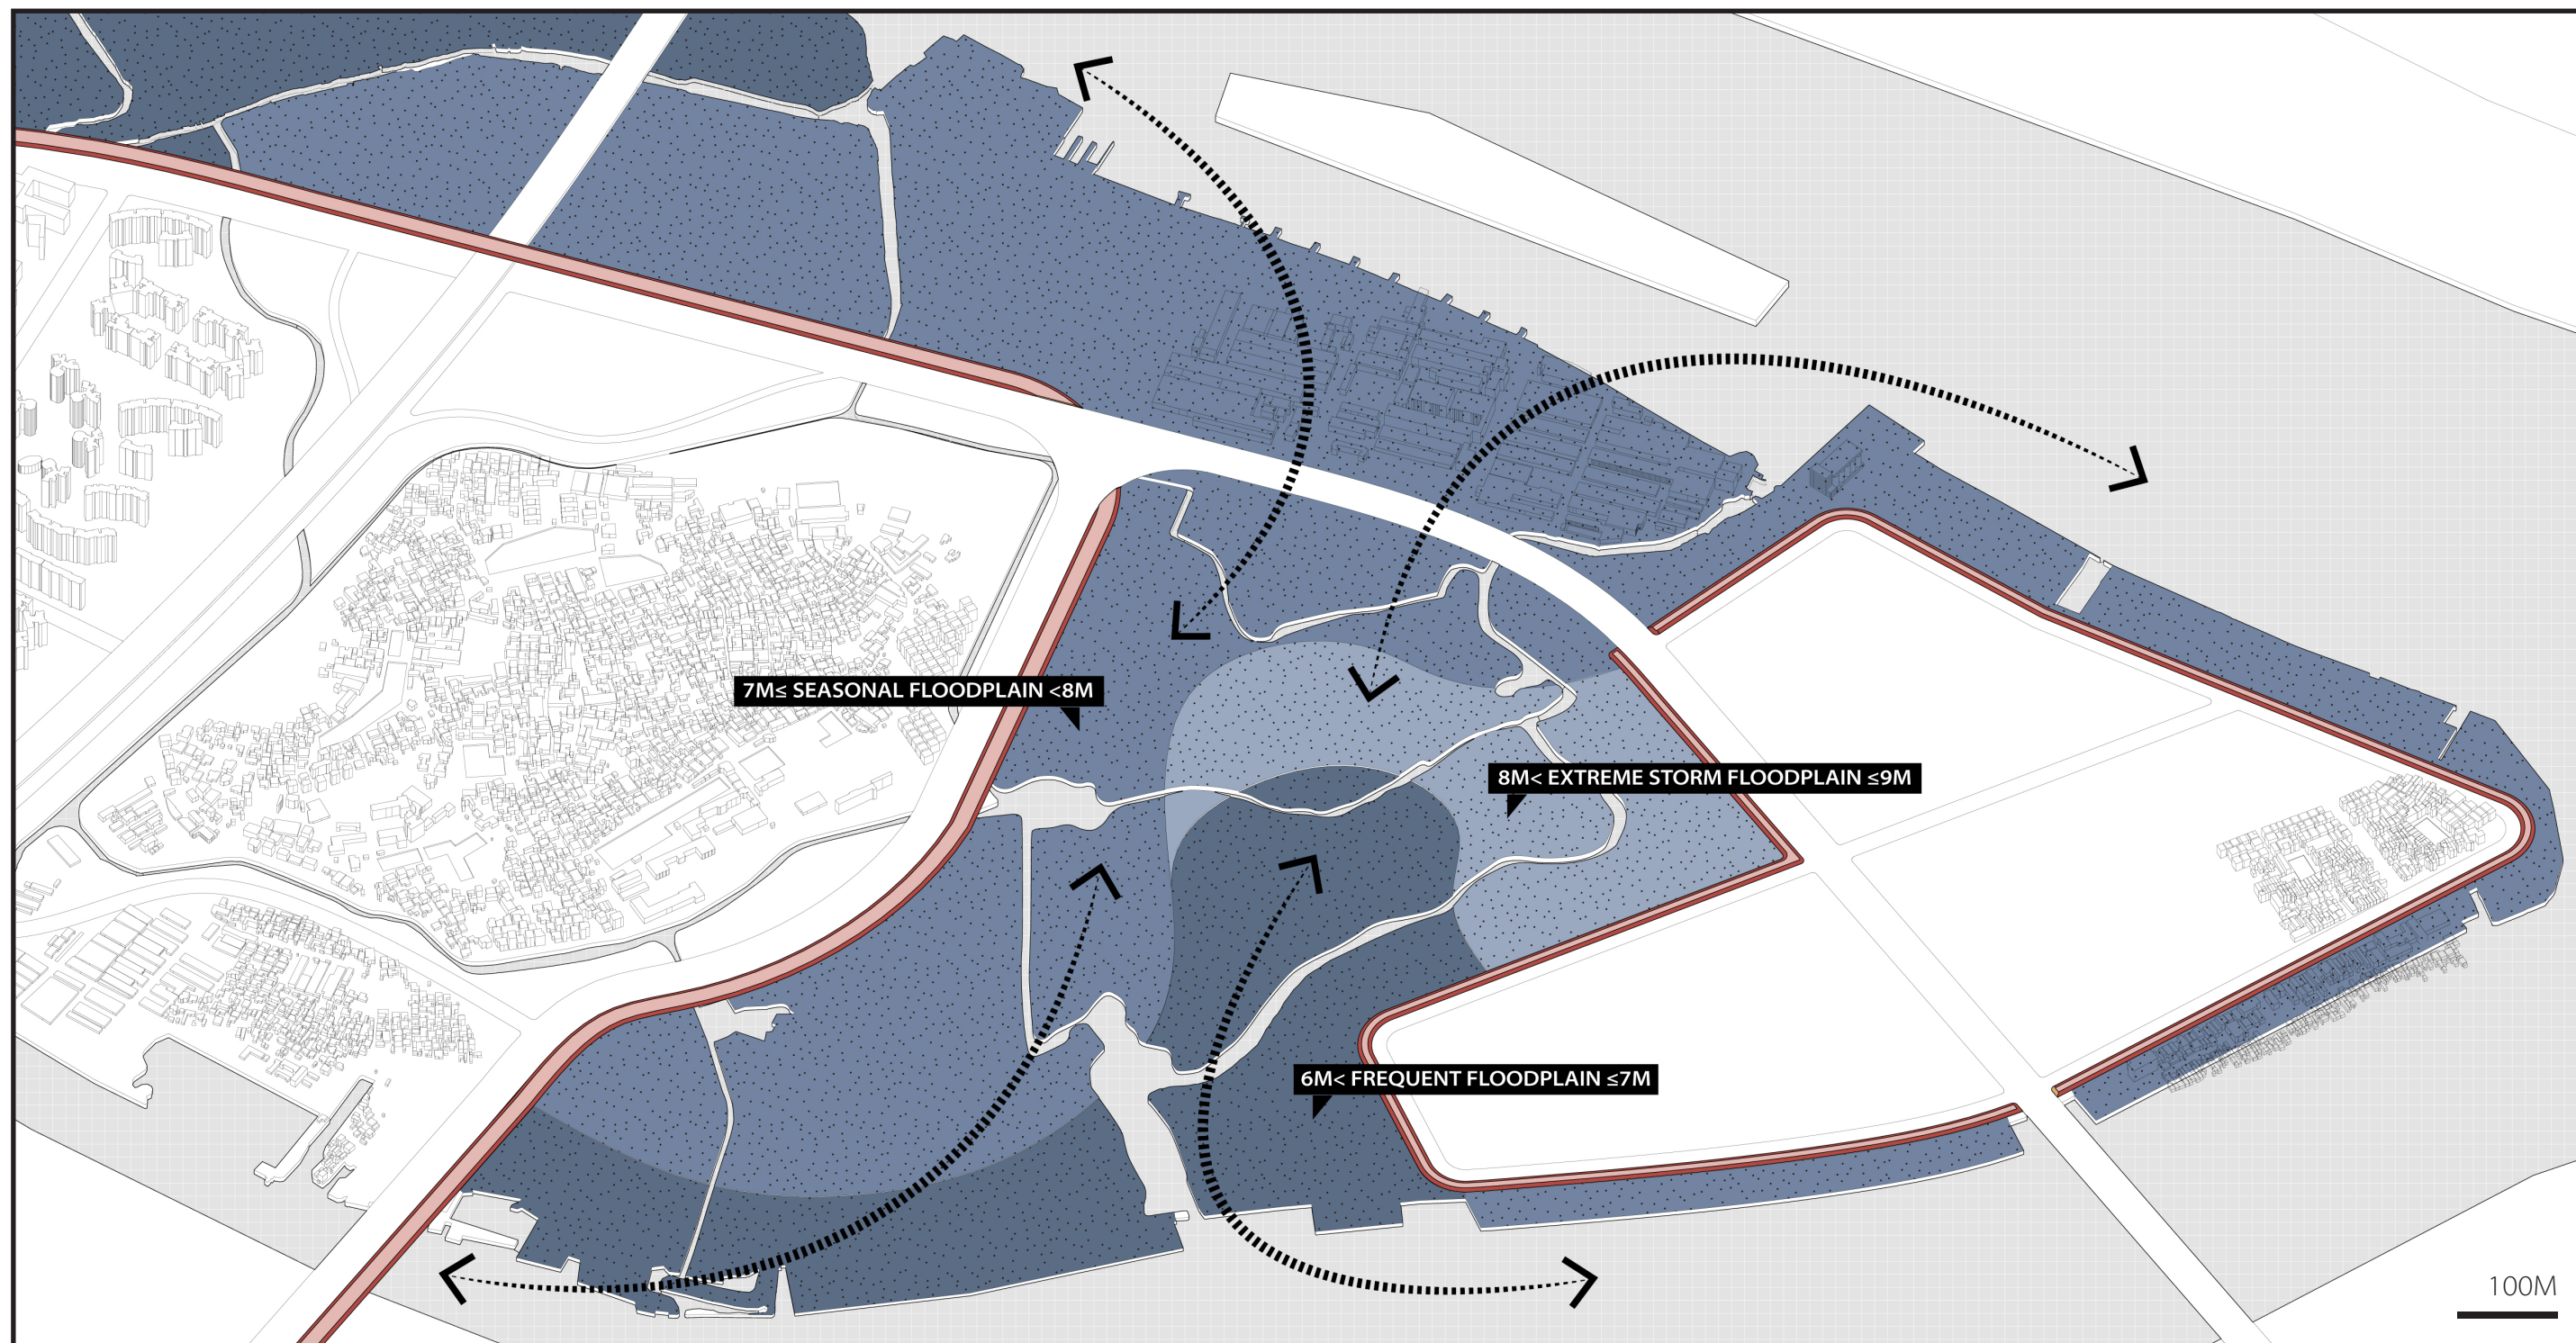 7M≤ SEASONAL FLOODPLAIN <8M
8M< EXTREME STORM FLOODPLAIN ≤9M
6M< FREQUENT FLOODPLAIN ≤7M
100M